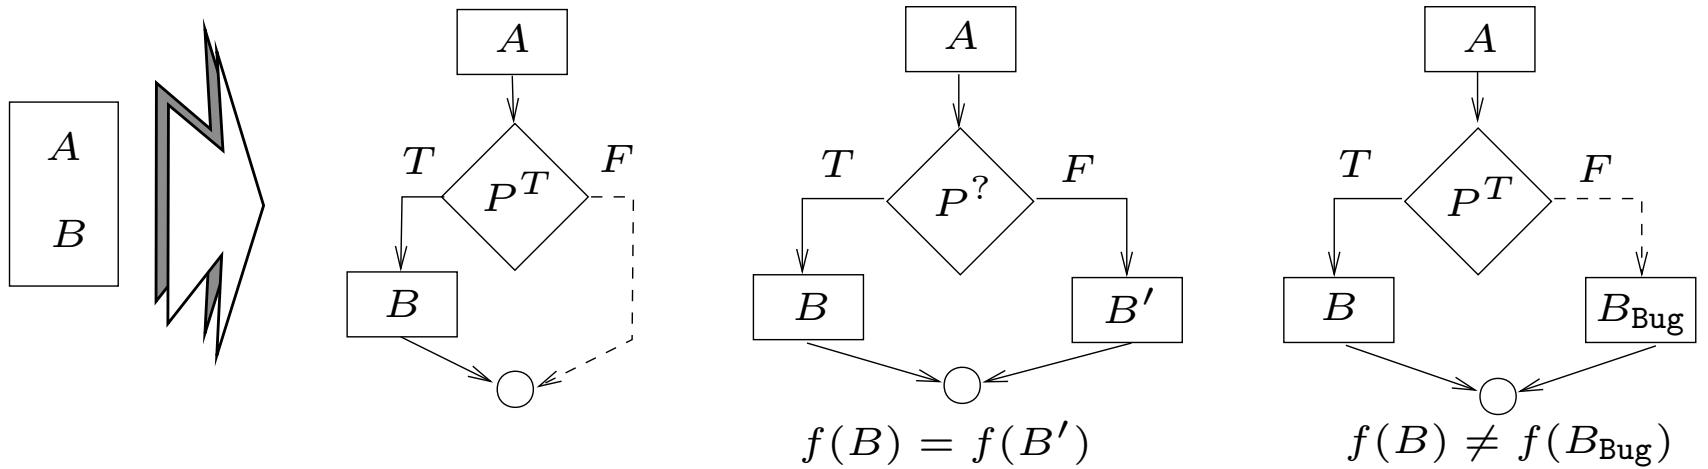 A
B
A
T
F
P^T
B
A
T
F
P^?
B
B′
f(B) = f(B′)
A
T
F
P^T
B
B_Bug
f(B) ≠ f(B_Bug)